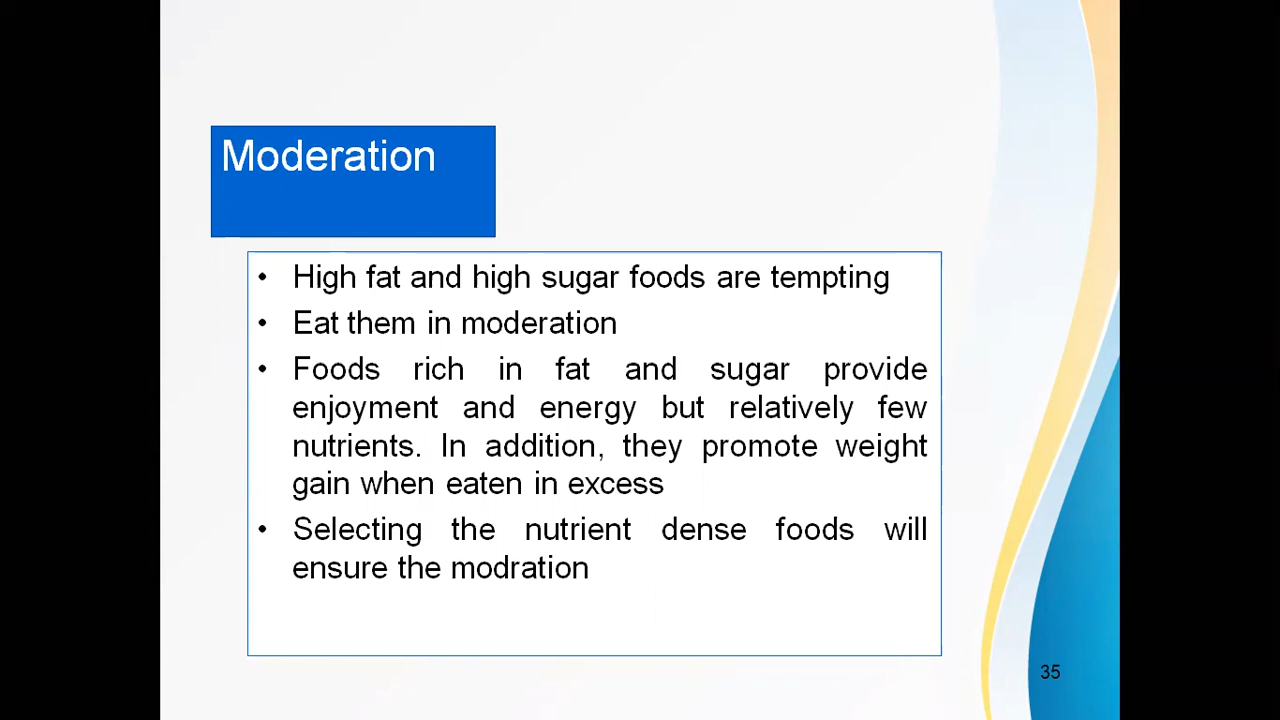 Moderation
• High fat and high sugar foods are tempting
• Eat them in moderation
• Foods rich in fat and sugar provide
enjoyment and energy but relatively few
nutrients. In addition, they promote weight
gain when eaten in excess
• Selecting the nutrient dense foods will
ensure the modration
35